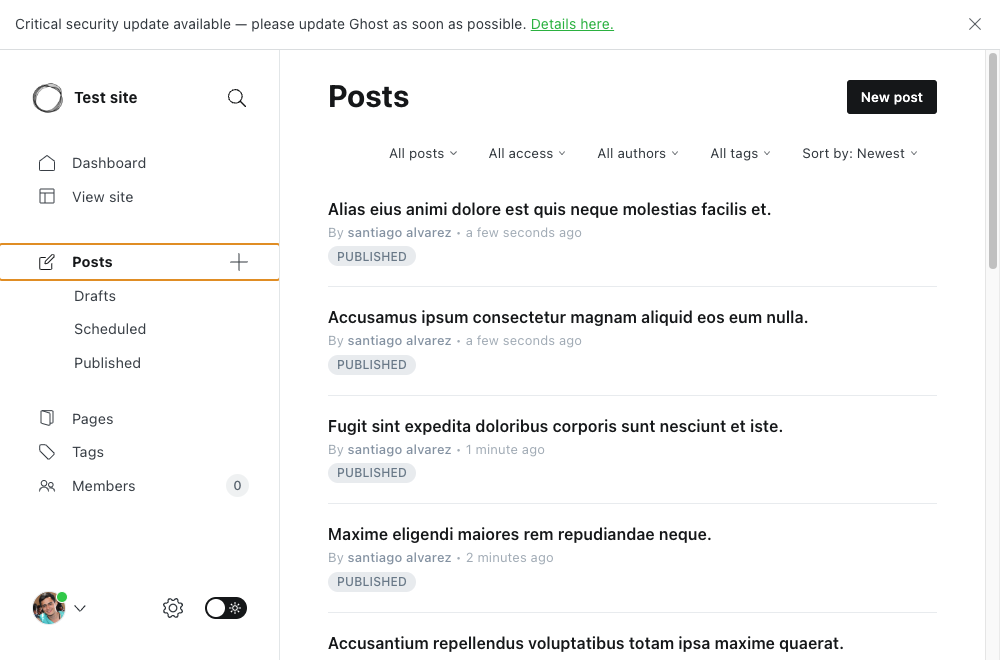 Critical security update available — please update Ghost as soon as possible. Details here.
Test site
Dashboard
View site
Posts
Drafts
Scheduled
Published
Pages
Tags
Members 0
Posts
New post
All posts All access All authors All tags Sort by: Newest
Alias eius animi dolore est quis neque molestias facilis et.
By santiago alvarez • a few seconds ago
PUBLISHED
Accusamus ipsum consectetur magnam aliquid eos eum nulla.
By santiago alvarez • a few seconds ago
PUBLISHED
Fugit sint expedita doloribus corporis sunt nesciunt et iste.
By santiago alvarez • 1 minute ago
PUBLISHED
Maxime eligendi maiores rem repudiandae neque.
By santiago alvarez • 2 minutes ago
PUBLISHED
Accusantium repellendus voluptatibus totam ipsa maxime quaerat.